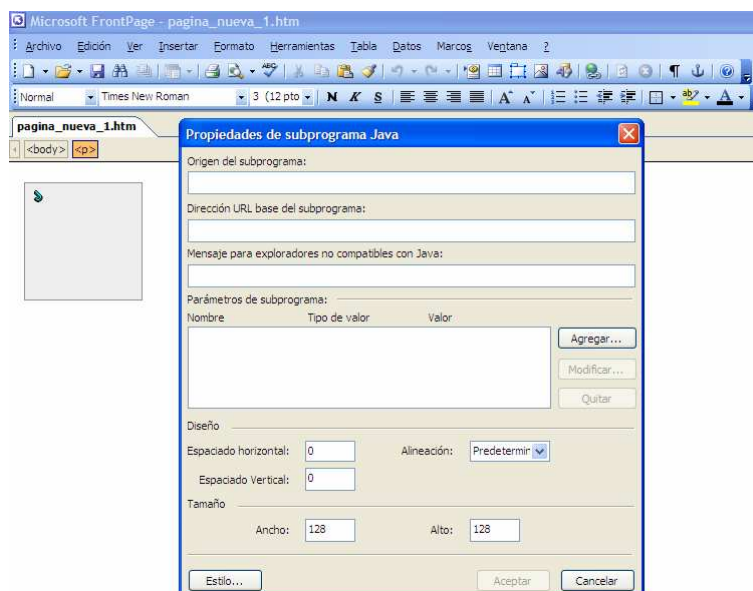 Microsoft FrontPage - pagina_nueva_1.htm
Archivo Edición Ver Insertar Formato Herramientas Tabla Datos Marcos Ventana ?
Normal Times New Roman 3 (12 pto N K S A A ab A
pagina_nueva_1.htm
<body> <p>
Propiedades de subprograma Java
Origen del subprograma:
Dirección URL base del subprograma:
Mensaje para exploradores no compatibles con Java:
Parámetros de subprograma:
Nombre Tipo de valor Valor
Agregar...
Modificar...
Quitar
Diseño
Espaciado horizontal: 0 Alineación: Predetermir
Espaciado Vertical: 0
Tamaño
Ancho: 128 Alto: 128
Estilo... Aceptar Cancelar